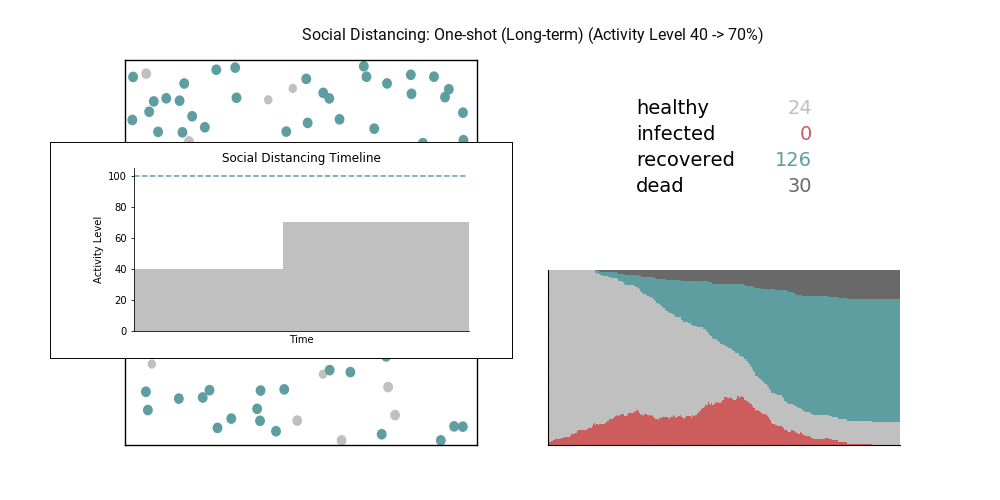 Social Distancing: One-shot (Long-term) (Activity Level 40 -> 70%)
healthy 24
infected 0
recovered 126
dead 30
Social Distancing Timeline
100
80
60
40
20
0
Activity Level
Time